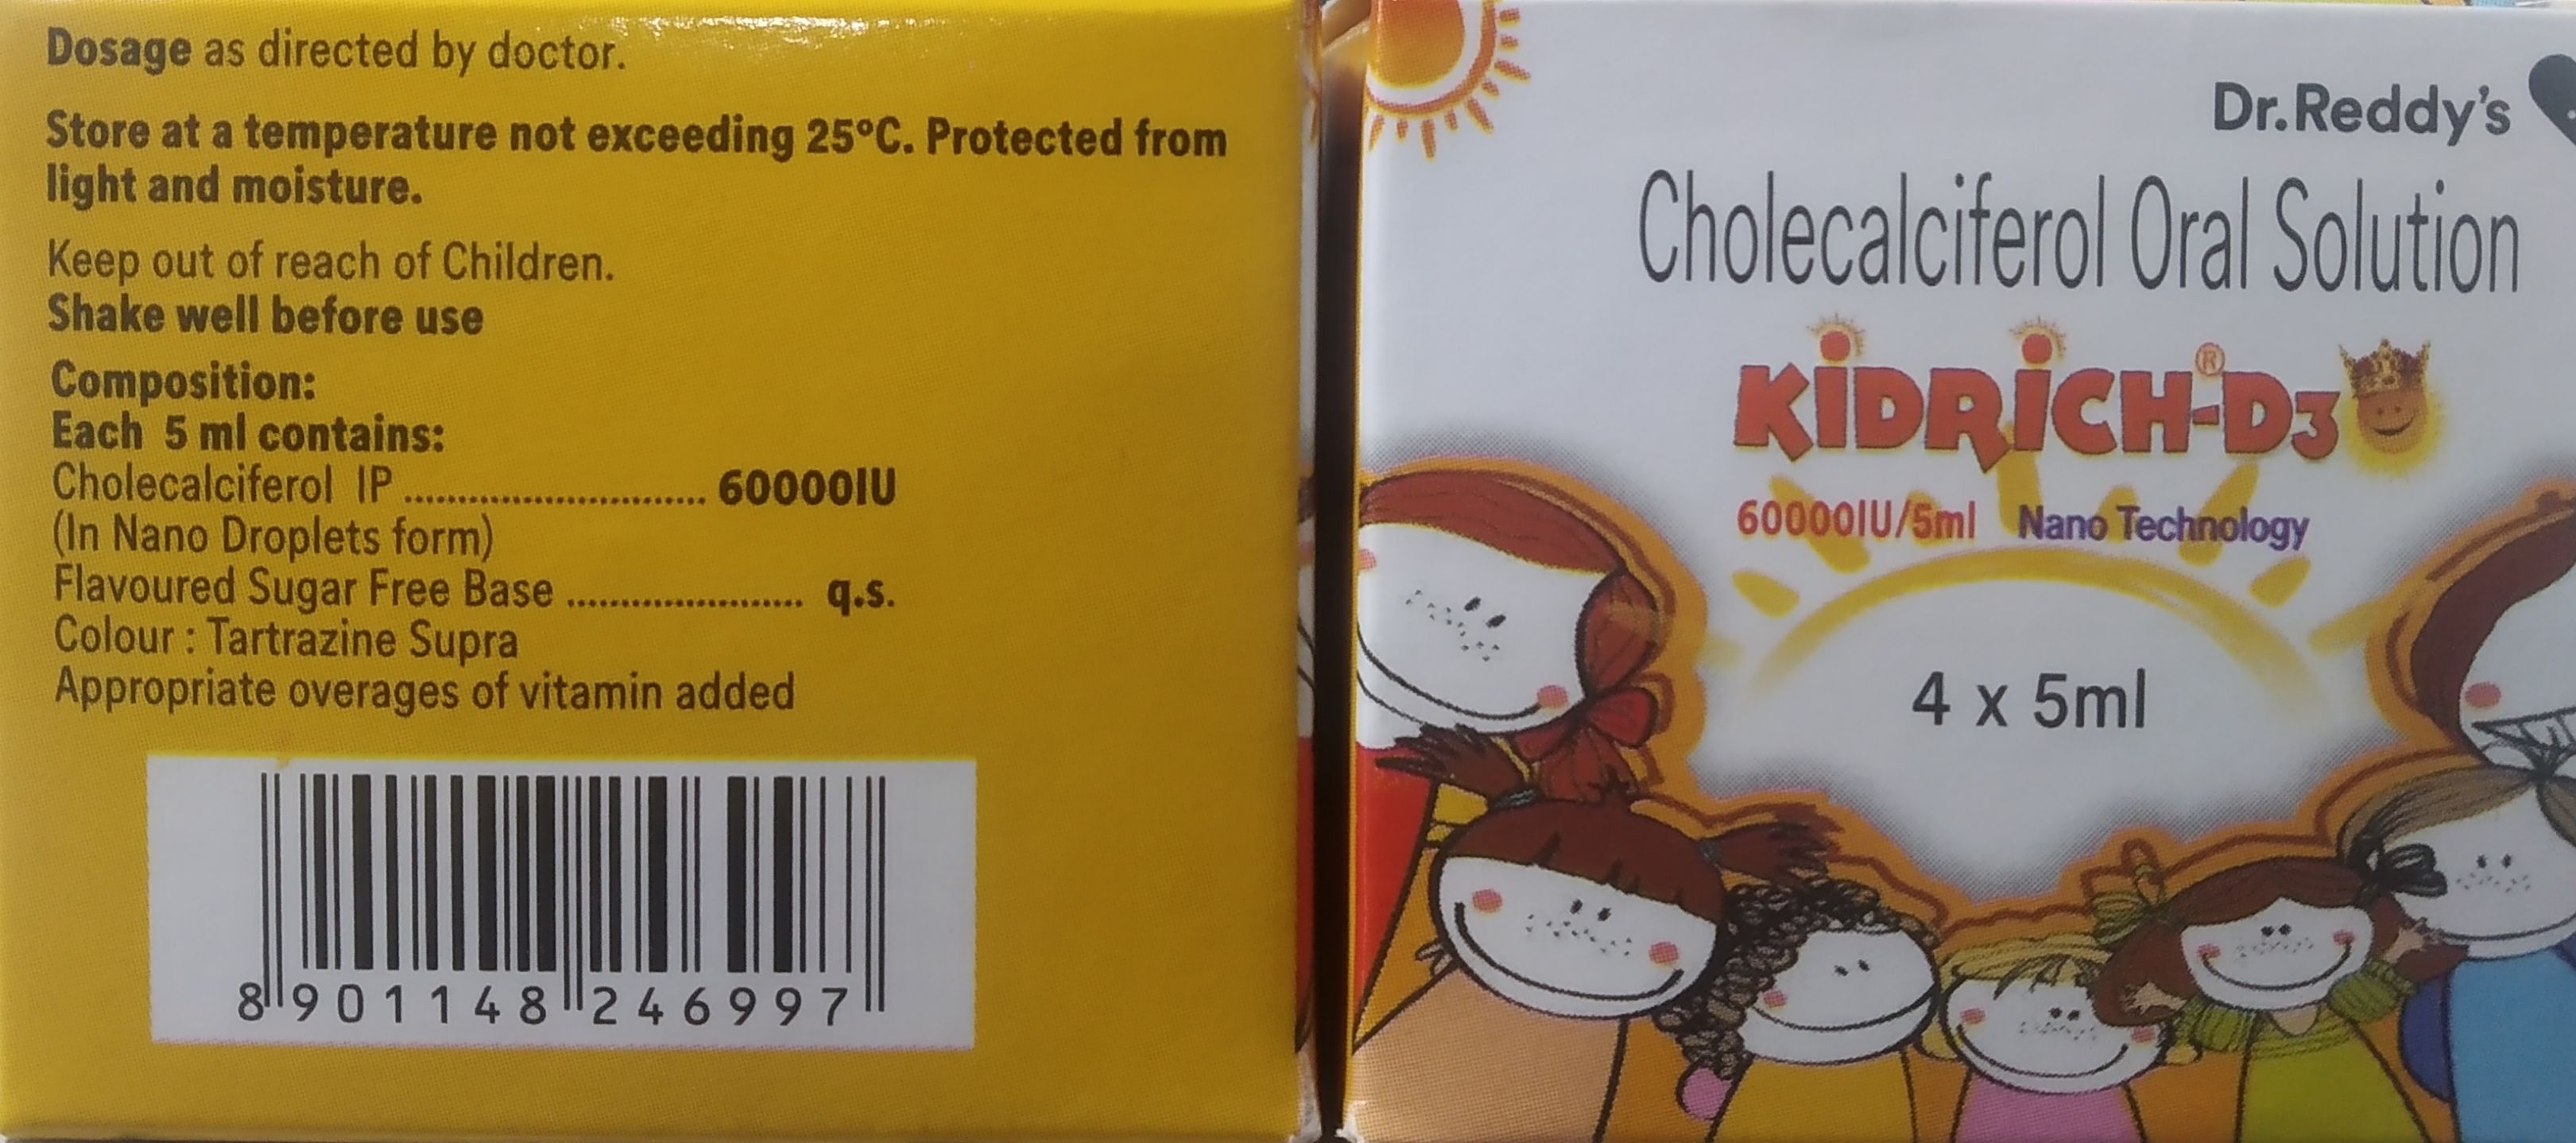 Dosage as directed by doctor.
Store at a temperature not exceeding 25°C. Protected from
light and moisture.
Keep out of reach of Children.
Shake well before use
Composition:
Each 5 ml contains:
Cholecalciferol IP ............................ 60000IU
(In Nano Droplets form)
Flavoured Sugar Free Base ...................... q.s.
Colour : Tartrazine Supra
Appropriate overages of vitamin added
8 901148 246997
Dr.Reddy's
Cholecalciferol Oral Solution
KIDRICH®-D3
60000IU/5ml Nano Technology
4 x 5ml